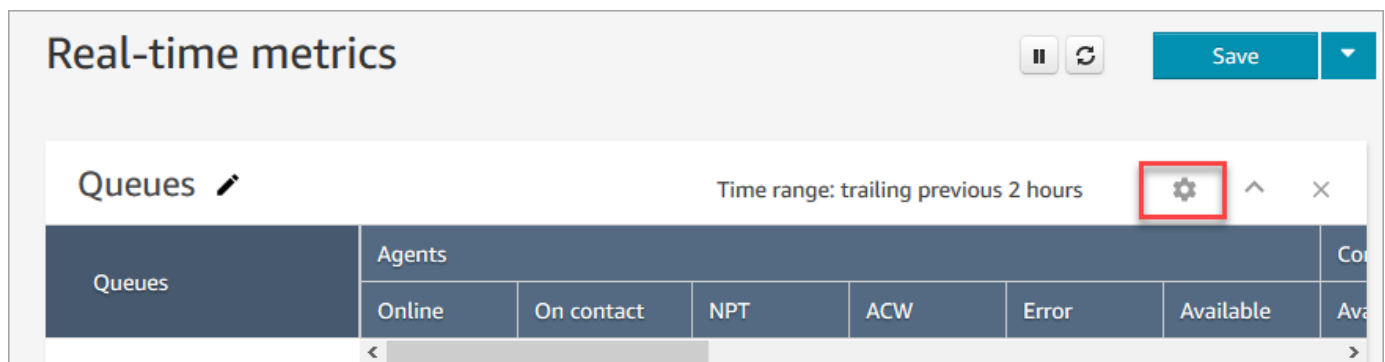 Real-time metrics
Save
Queues
Time range: trailing previous 2 hours
Queues
Agents
Online On contact NPT ACW Error Available